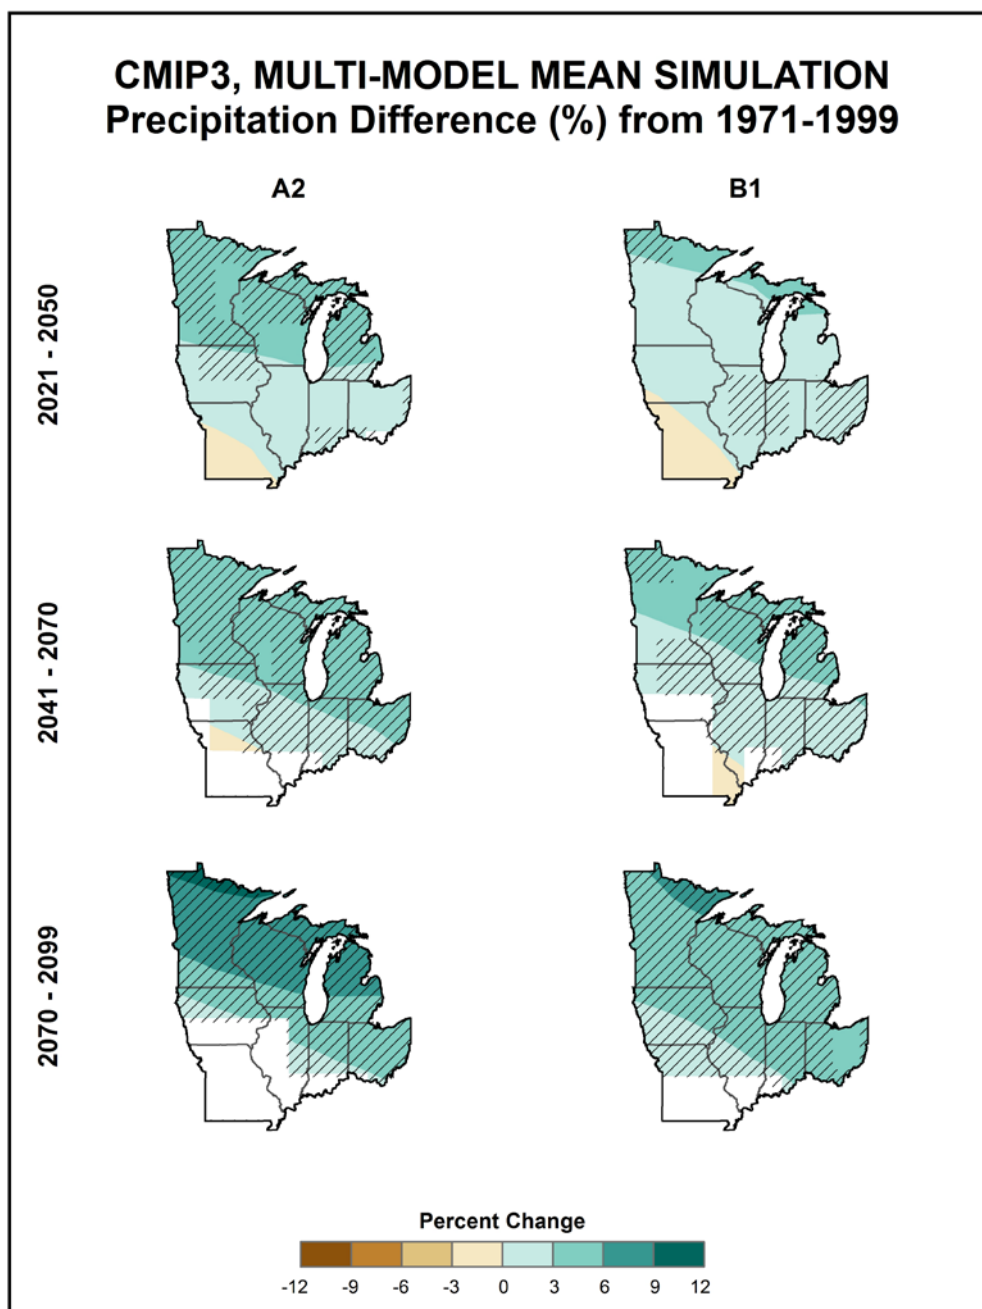 CMIP3, MULTI-MODEL MEAN SIMULATION
Precipitation Difference (%) from 1971-1999
A2
B1
2021 - 2050
2041 - 2070
2070 - 2099
Percent Change
-12 -9 -6 -3 0 3 6 9 12